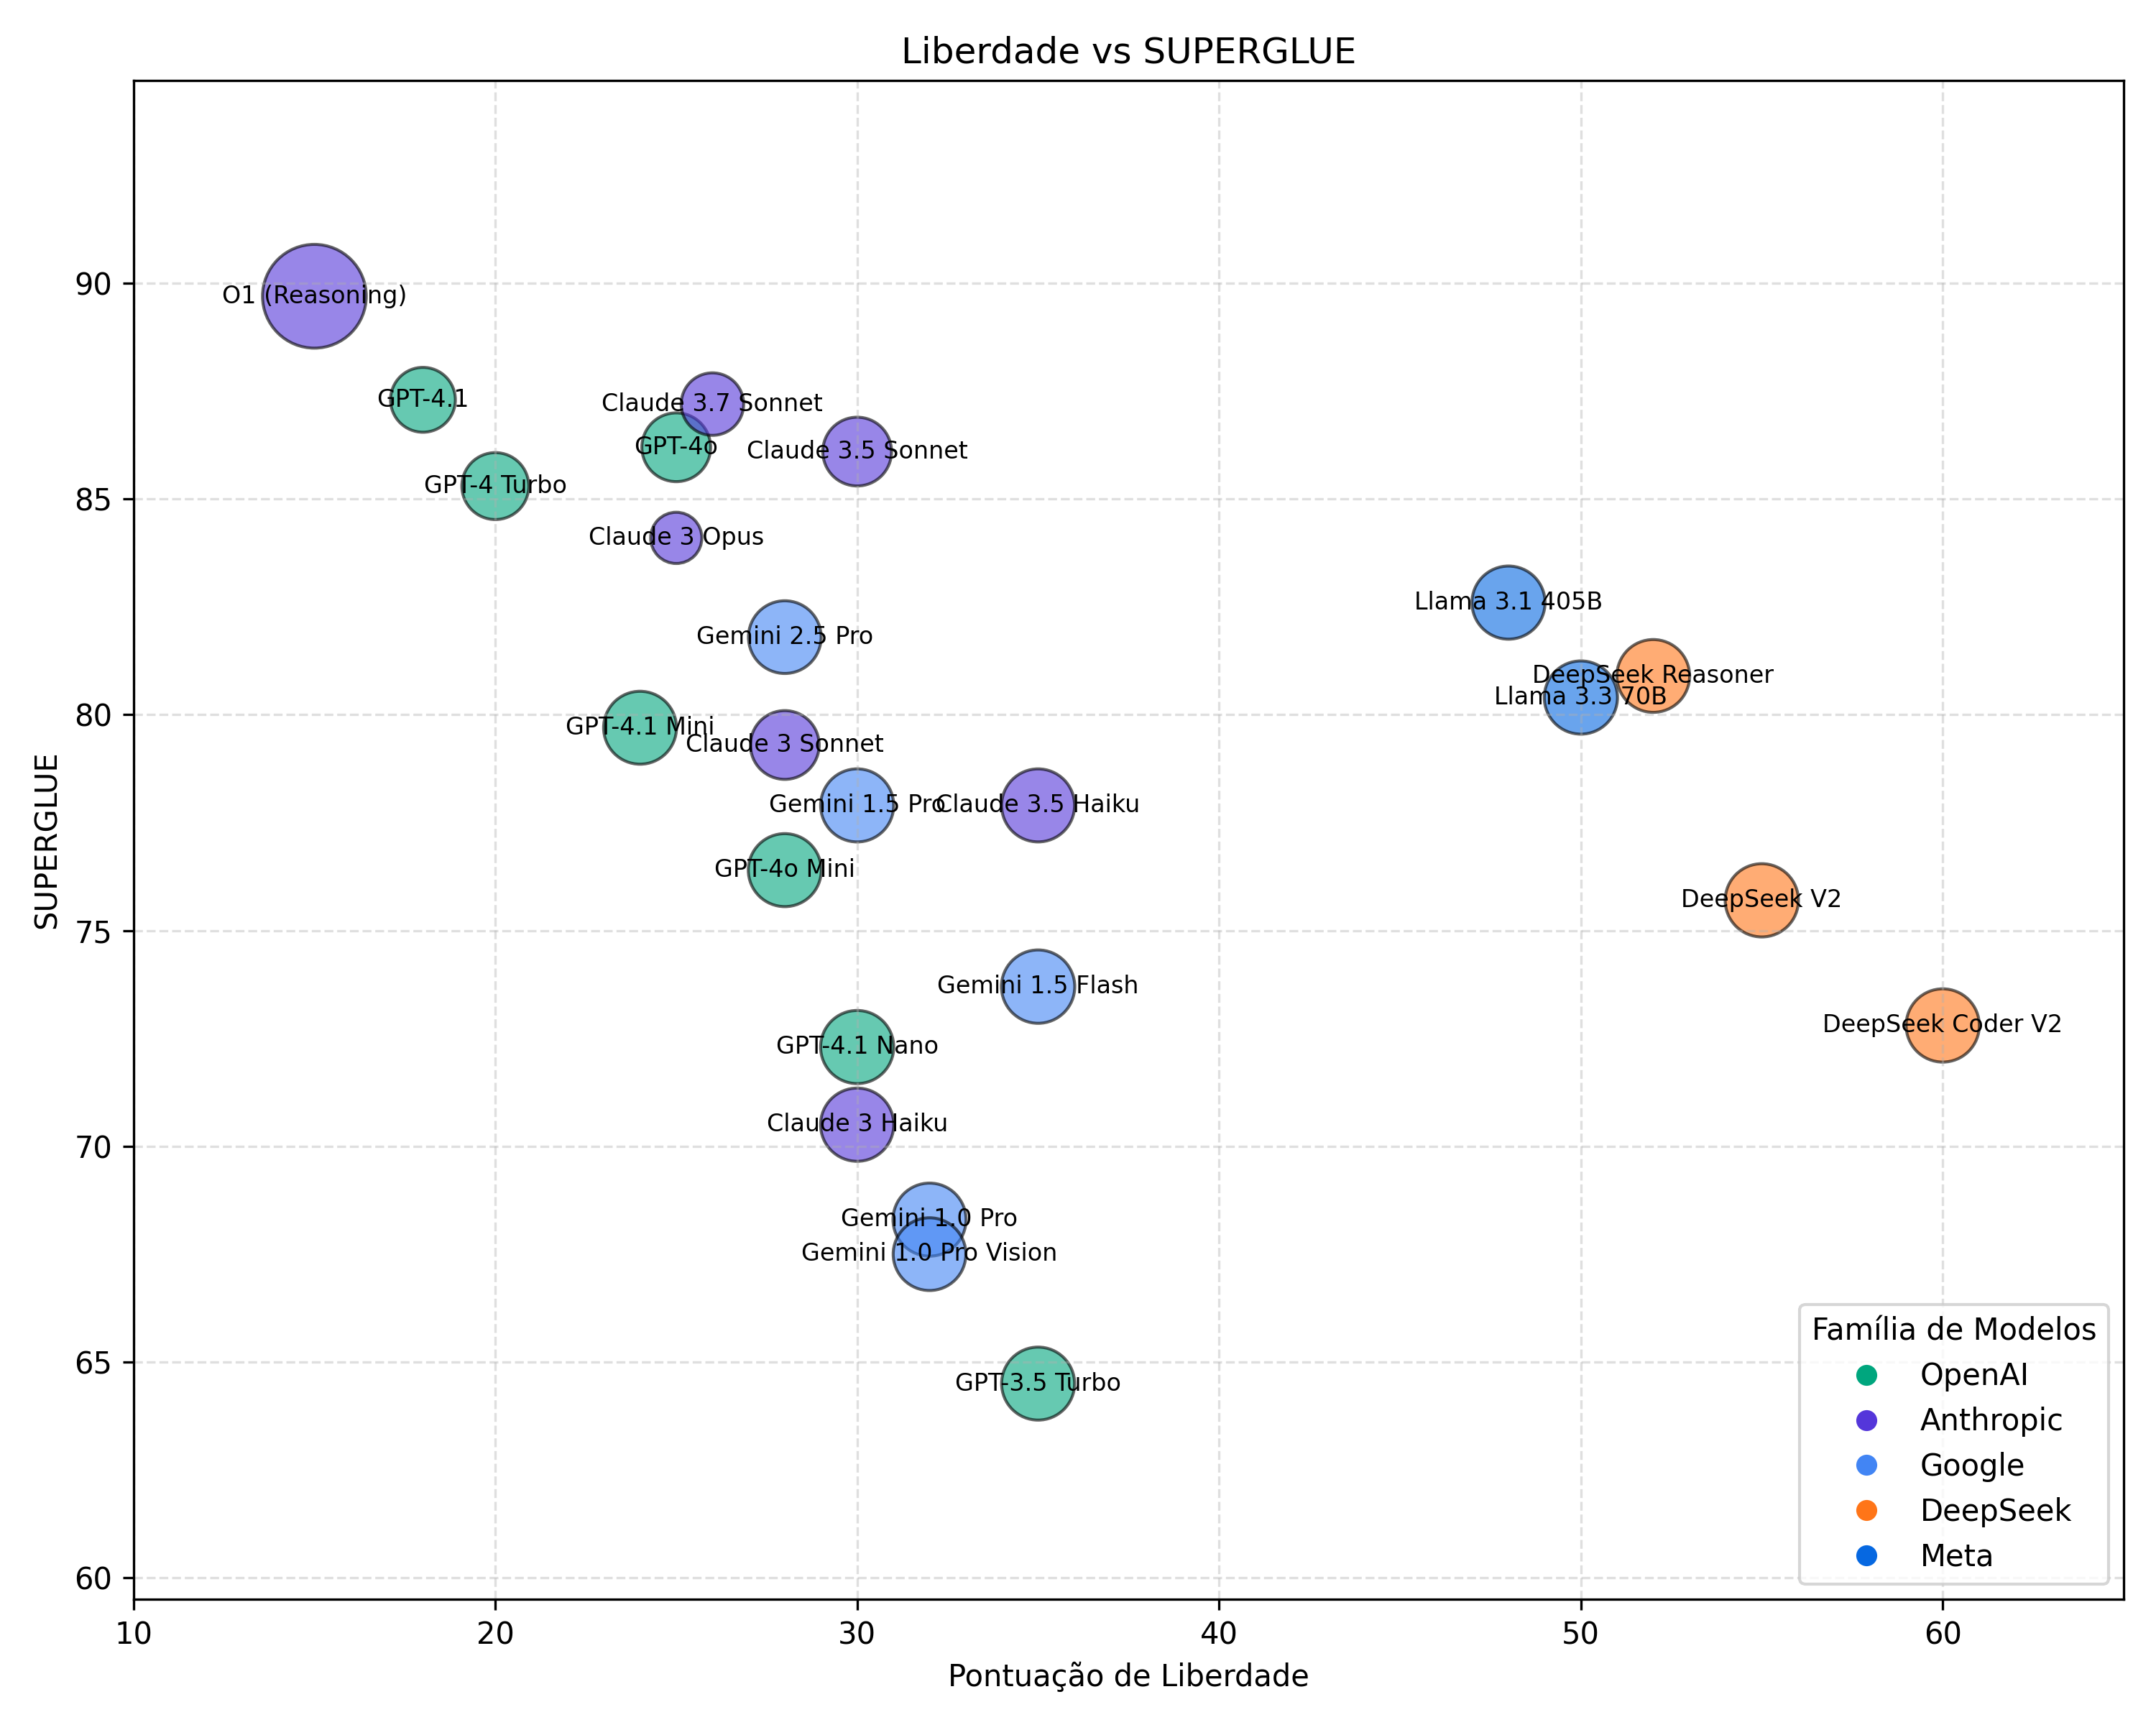 Liberdade vs SUPERGLUE
90
85
80
75
70
65
60
SUPERGLUE
O1 (Reasoning)
GPT-4.1
Claude 3.7 Sonnet
GPT-4o
Claude 3.5 Sonnet
GPT-4 Turbo
Claude 3 Opus
Llama 3.1 405B
Gemini 2.5 Pro
DeepSeek Reasoner
Llama 3.3 70B
GPT-4.1 Mini
Claude 3 Sonnet
Gemini 1.5 Pro
Claude 3.5 Haiku
GPT-4o Mini
DeepSeek V2
Gemini 1.5 Flash
DeepSeek Coder V2
GPT-4.1 Nano
Claude 3 Haiku
Gemini 1.0 Pro
Gemini 1.0 Pro Vision
GPT-3.5 Turbo
Família de Modelos
OpenAI
Anthropic
Google
DeepSeek
Meta
10 20 30 40 50 60
Pontuação de Liberdade